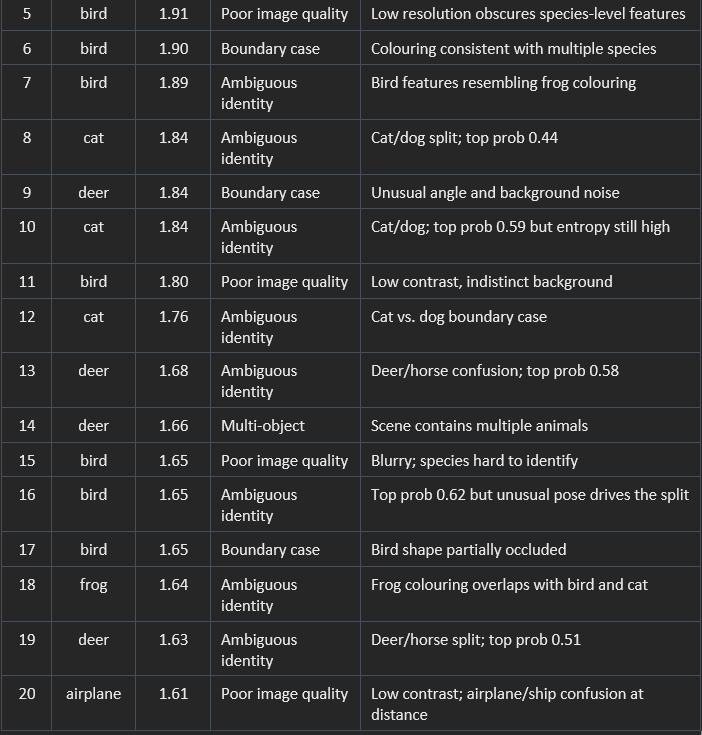 5 bird 1.91 Poor image quality Low resolution obscures species-level features
6 bird 1.90 Boundary case Colouring consistent with multiple species
7 bird 1.89 Ambiguous Bird features resembling frog colouring
identity
8 cat 1.84 Ambiguous Cat/dog split; top prob 0.44
identity
9 deer 1.84 Boundary case Unusual angle and background noise
10 cat 1.84 Ambiguous Cat/dog; top prob 0.59 but entropy still high
identity
11 bird 1.80 Poor image quality Low contrast, indistinct background
12 cat 1.76 Ambiguous Cat vs. dog boundary case
identity
13 deer 1.68 Ambiguous Deer/horse confusion; top prob 0.58
identity
14 deer 1.66 Multi-object Scene contains multiple animals
15 bird 1.65 Poor image quality Blurry; species hard to identify
16 bird 1.65 Ambiguous Top prob 0.62 but unusual pose drives the split
identity
17 bird 1.65 Boundary case Bird shape partially occluded
18 frog 1.64 Ambiguous Frog colouring overlaps with bird and cat
identity
19 deer 1.63 Ambiguous Deer/horse split; top prob 0.51
identity
20 airplane 1.61 Poor image quality Low contrast; airplane/ship confusion at
distance